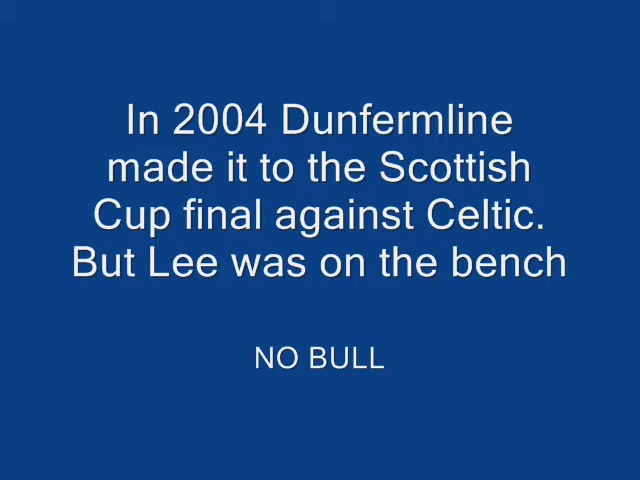 In 2004 Dunfermline
made it to the Scottish
Cup final against Celtic.
But Lee was on the bench
NO BULL